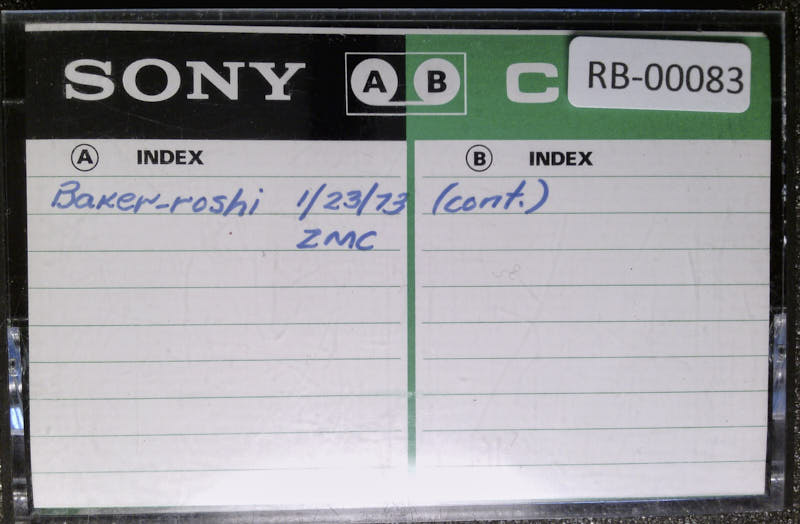 SONY A B C RB-00083
A INDEX B INDEX
Baker-roshi 1/23/73 (cont.)
ZMC